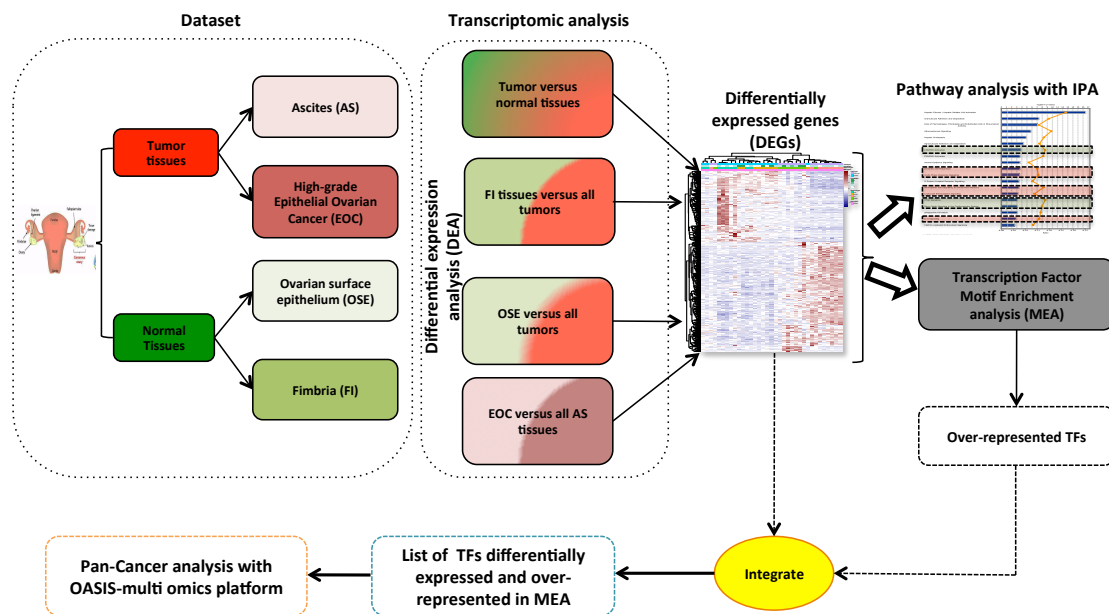 Dataset
Transcriptomic analysis
Tumor
tissues
Normal
Tissues
Ascites (AS)
High-grade
Epithelial Ovarian
Cancer (EOC)
Ovarian surface
epithelium (OSE)
Fimbria (FI)
Differential expression
analysis (DEA)
Tumor versus
normal tissues
FI tissues versus all
tumors
OSE versus all
tumors
EOC versus all AS
tissues
Differentially
expressed genes
(DEGs)
Pathway analysis with IPA
Transcription Factor
Motif Enrichment
analysis (MEA)
Over-represented TFs
Integrate
List of TFs differentially
expressed and over-
represented in MEA
Pan-Cancer analysis with
OASIS-multi omics platform